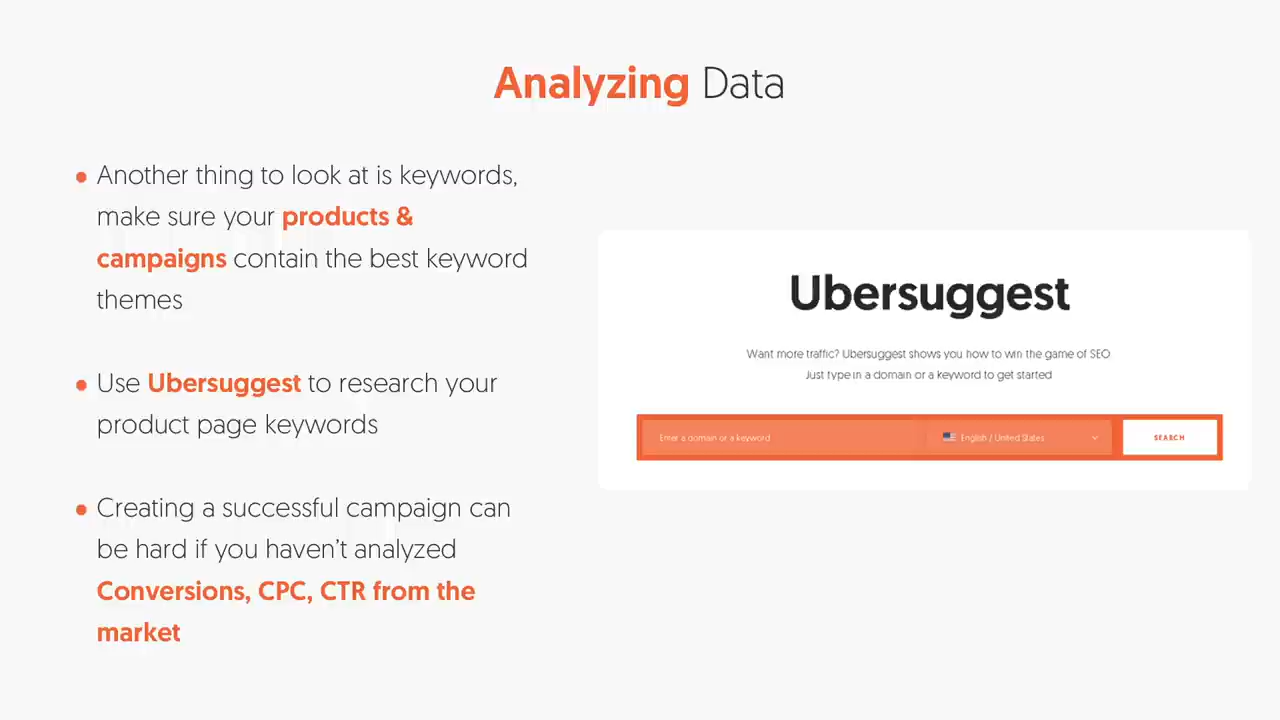 Analyzing Data
• Another thing to look at is keywords,
make sure your products &
campaigns contain the best keyword
themes
• Use Ubersuggest to research your
product page keywords
• Creating a successful campaign can
be hard if you haven't analyzed
Conversions, CPC, CTR from the
market
Ubersuggest
Want more traffic? Ubersuggest shows you how to win the game of SEO
Just type in a domain or a keyword to get started
Enter a domain or a keyword
English / United States
SEARCH